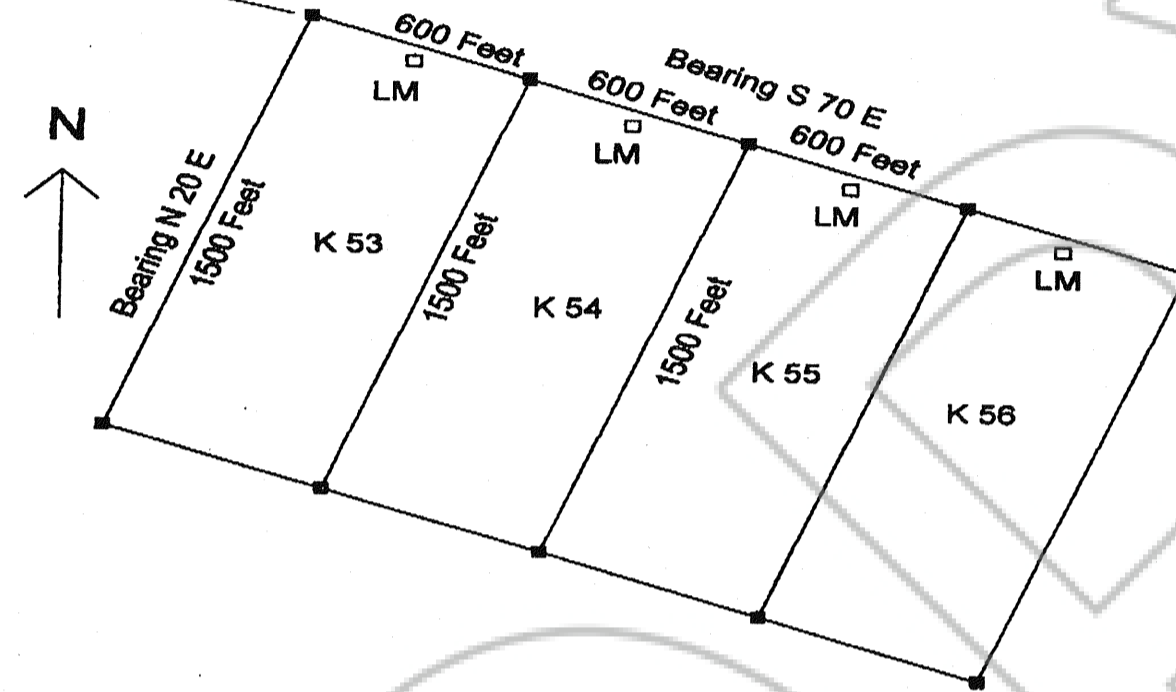 600 Feet
600 Feet
Bearing S 70 E
600 Feet
LM
LM
LM
LM
N
Bearing N 20 E
1500 Feet
1500 Feet
1500 Feet
K 53
K 54
K 55
K 56